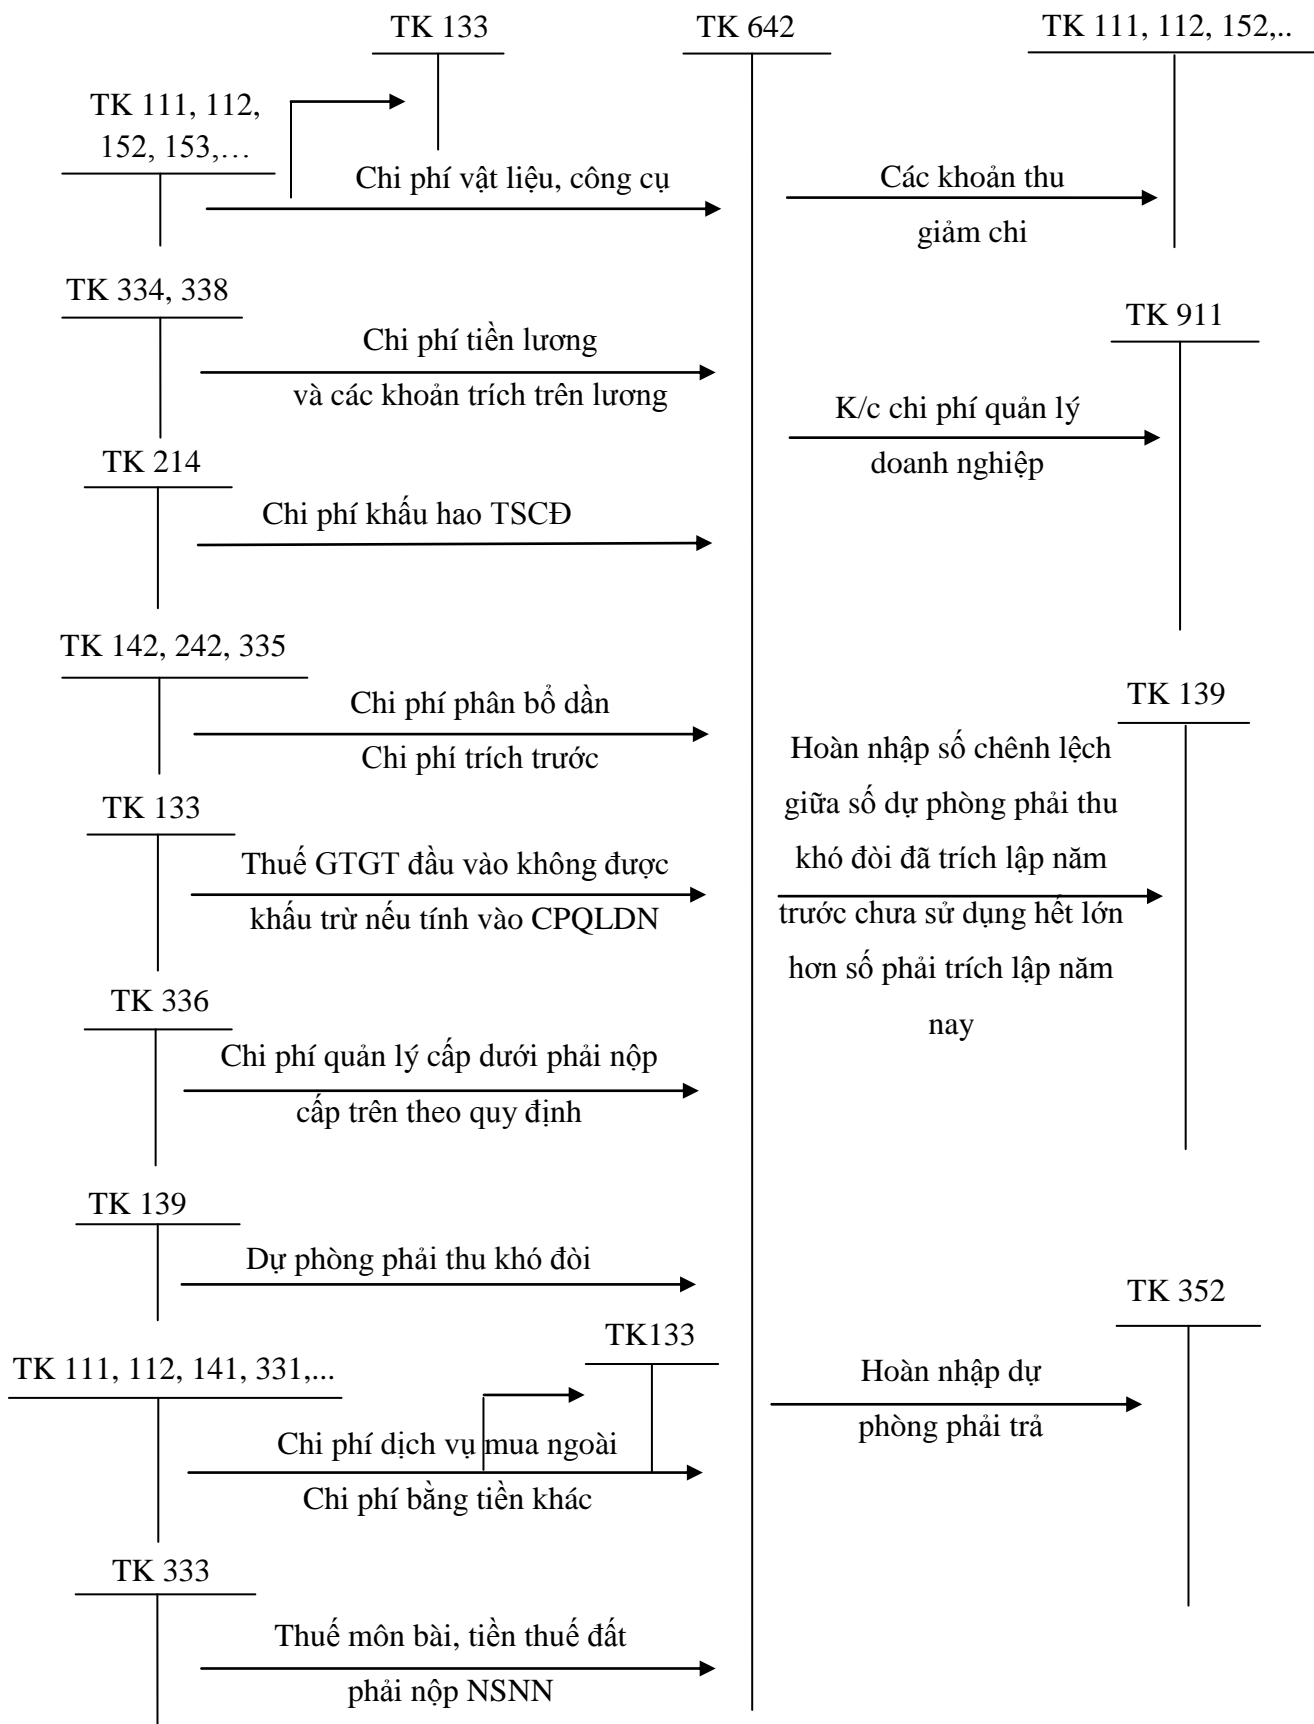 TK 133
TK 642
TK 111, 112, 152,..
TK 111, 112,
152, 153,…
Chi phí vật liệu, công cụ
Các khoản thu
giảm chi
TK 334, 338
Chi phí tiền lương
và các khoản trích trên lương
TK 911
K/c chi phí quản lý
doanh nghiệp
TK 214
Chi phí khấu hao TSCĐ
TK 142, 242, 335
Chi phí phân bổ dần
Chi phí trích trước
TK 139
Hoàn nhập số chênh lệch
giữa số dự phòng phải thu
khó đòi đã trích lập năm
trước chưa sử dụng hết lớn
hơn số phải trích lập năm
nay
TK 133
Thuế GTGT đầu vào không được
khấu trừ nếu tính vào CPQLDN
TK 336
Chi phí quản lý cấp dưới phải nộp
cấp trên theo quy định
TK 139
Dự phòng phải thu khó đòi
TK 352
Hoàn nhập dự
phòng phải trả
TK133
TK 111, 112, 141, 331,...
Chi phí dịch vụ mua ngoài
Chi phí bằng tiền khác
TK 333
Thuế môn bài, tiền thuế đất
phải nộp NSNN